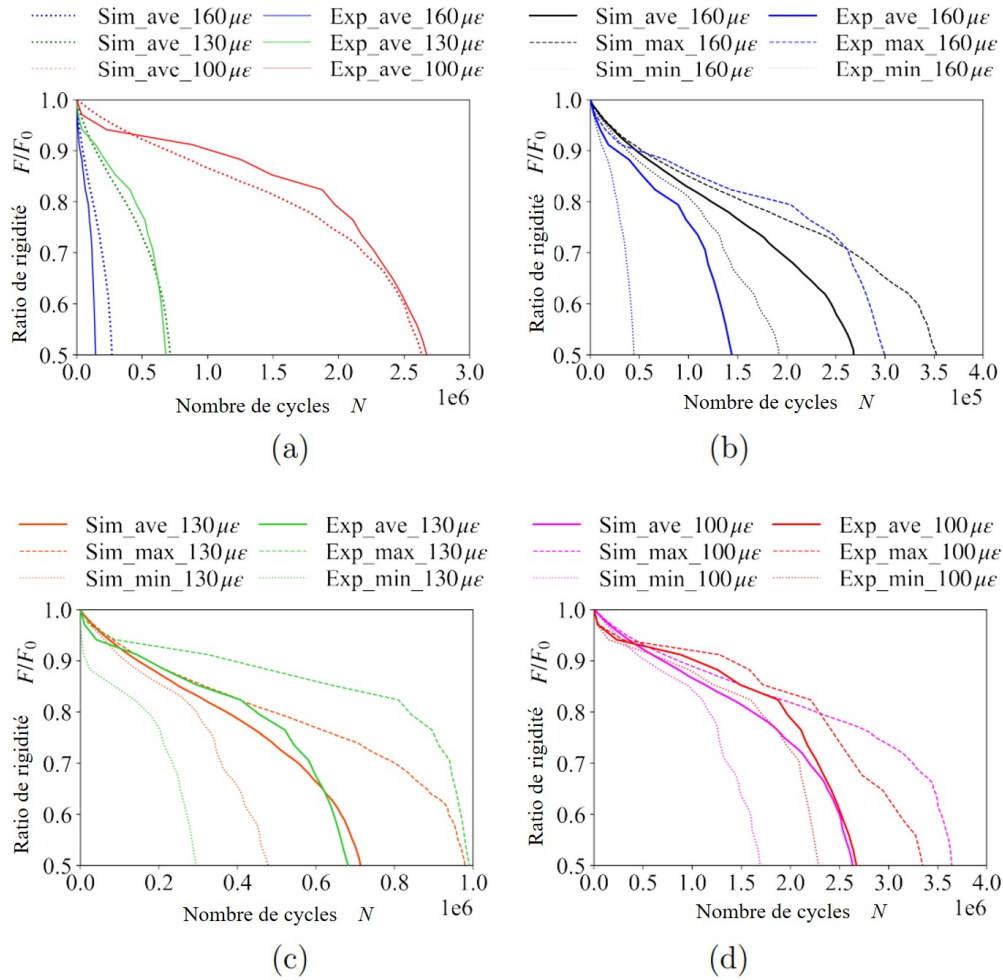 Sim_ave_160με Exp_ave_160με
Sim_ave_130με Exp_ave_130με
Sim_ave_100με Exp_ave_100με
1.0
0.9
0.8
0.7
0.6
0.5
Ratio de rigidité F/F0
0.0 0.5 1.0 1.5 2.0 2.5 3.0
1e6
Nombre de cycles N
(a)
Sim_ave_160με Exp_ave_160με
Sim_max_160με Exp_max_160με
Sim_min_160με Exp_min_160με
1.0
0.9
0.8
0.7
0.6
0.5
Ratio de rigidité F/F0
0.0 0.5 1.0 1.5 2.0 2.5 3.0 3.5 4.0
1e5
Nombre de cycles N
(b)
Sim_ave_130με Exp_ave_130με
Sim_max_130με Exp_max_130με
Sim_min_130με Exp_min_130με
1.0
0.9
0.8
0.7
0.6
0.5
Ratio de rigidité F/F0
0.0 0.2 0.4 0.6 0.8 1.0
1e6
Nombre de cycles N
(c)
Sim_ave_100με Exp_ave_100με
Sim_max_100με Exp_max_100με
Sim_min_100με Exp_min_100με
1.0
0.9
0.8
0.7
0.6
0.5
Ratio de rigidité F/F0
0.0 0.5 1.0 1.5 2.0 2.5 3.0 3.5 4.0
1e6
Nombre de cycles N
(d)